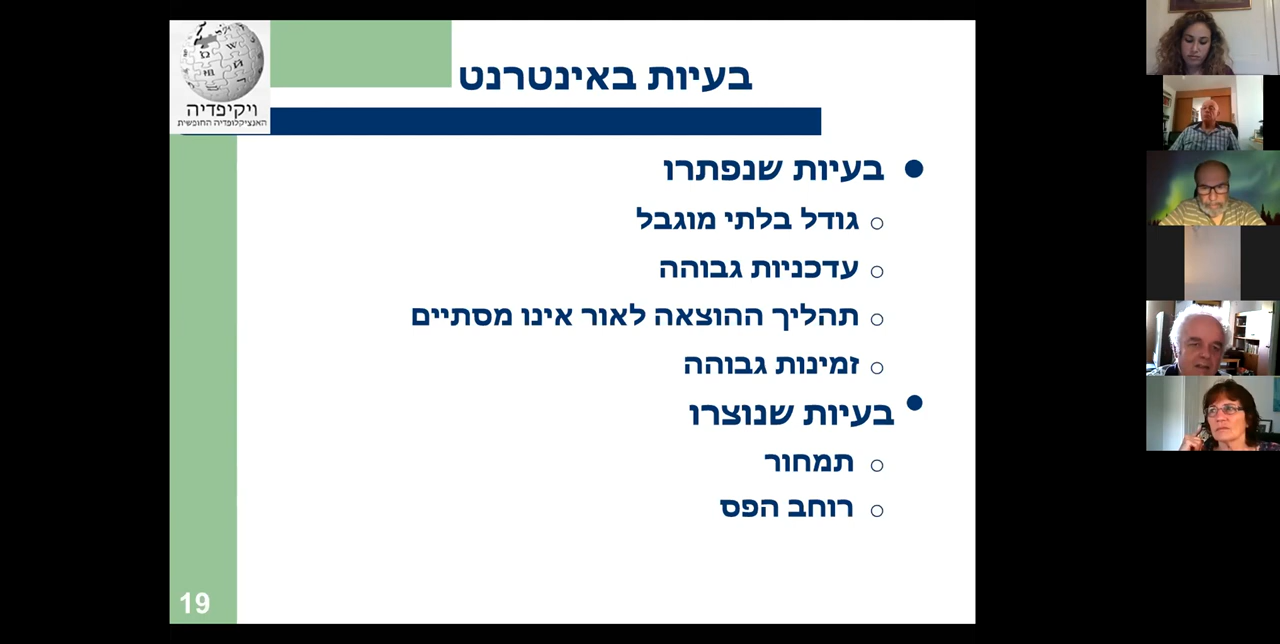 ויקיפדיה
האנציקלופדיה החופשית
בעיות באינטרנט
בעיות שנפתרו
גודל בלתי מוגבל
עדכניות גבוהה
תהליך ההוצאה לאור אינו מסתיים
זמינות גבוהה
בעיות שנוצרו
תמחור
רוחב הפס
19